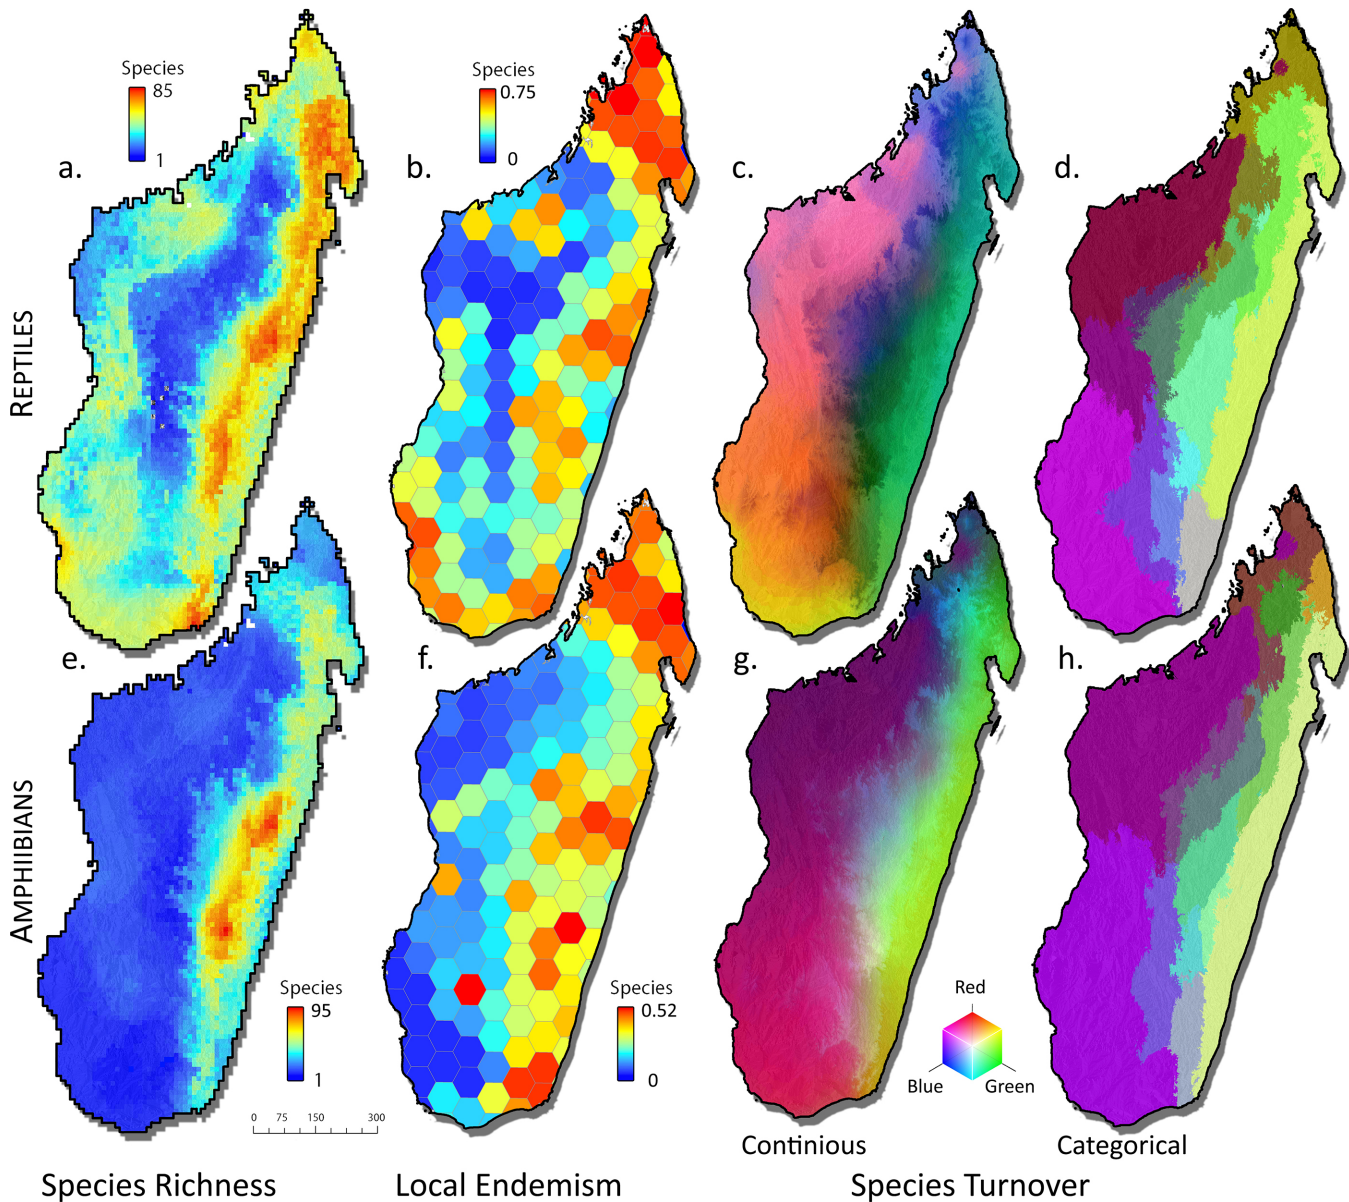 Species
85
1
a.
Species
0.75
0
b.
c.
d.
REPTILES
e.
f.
g.
h.
AMPHIIBIANS
Species
95
1
0 75 150 300
Species
0.52
0
Red
Blue
Green
Continious
Categorical
Species Richness
Local Endemism
Species Turnover